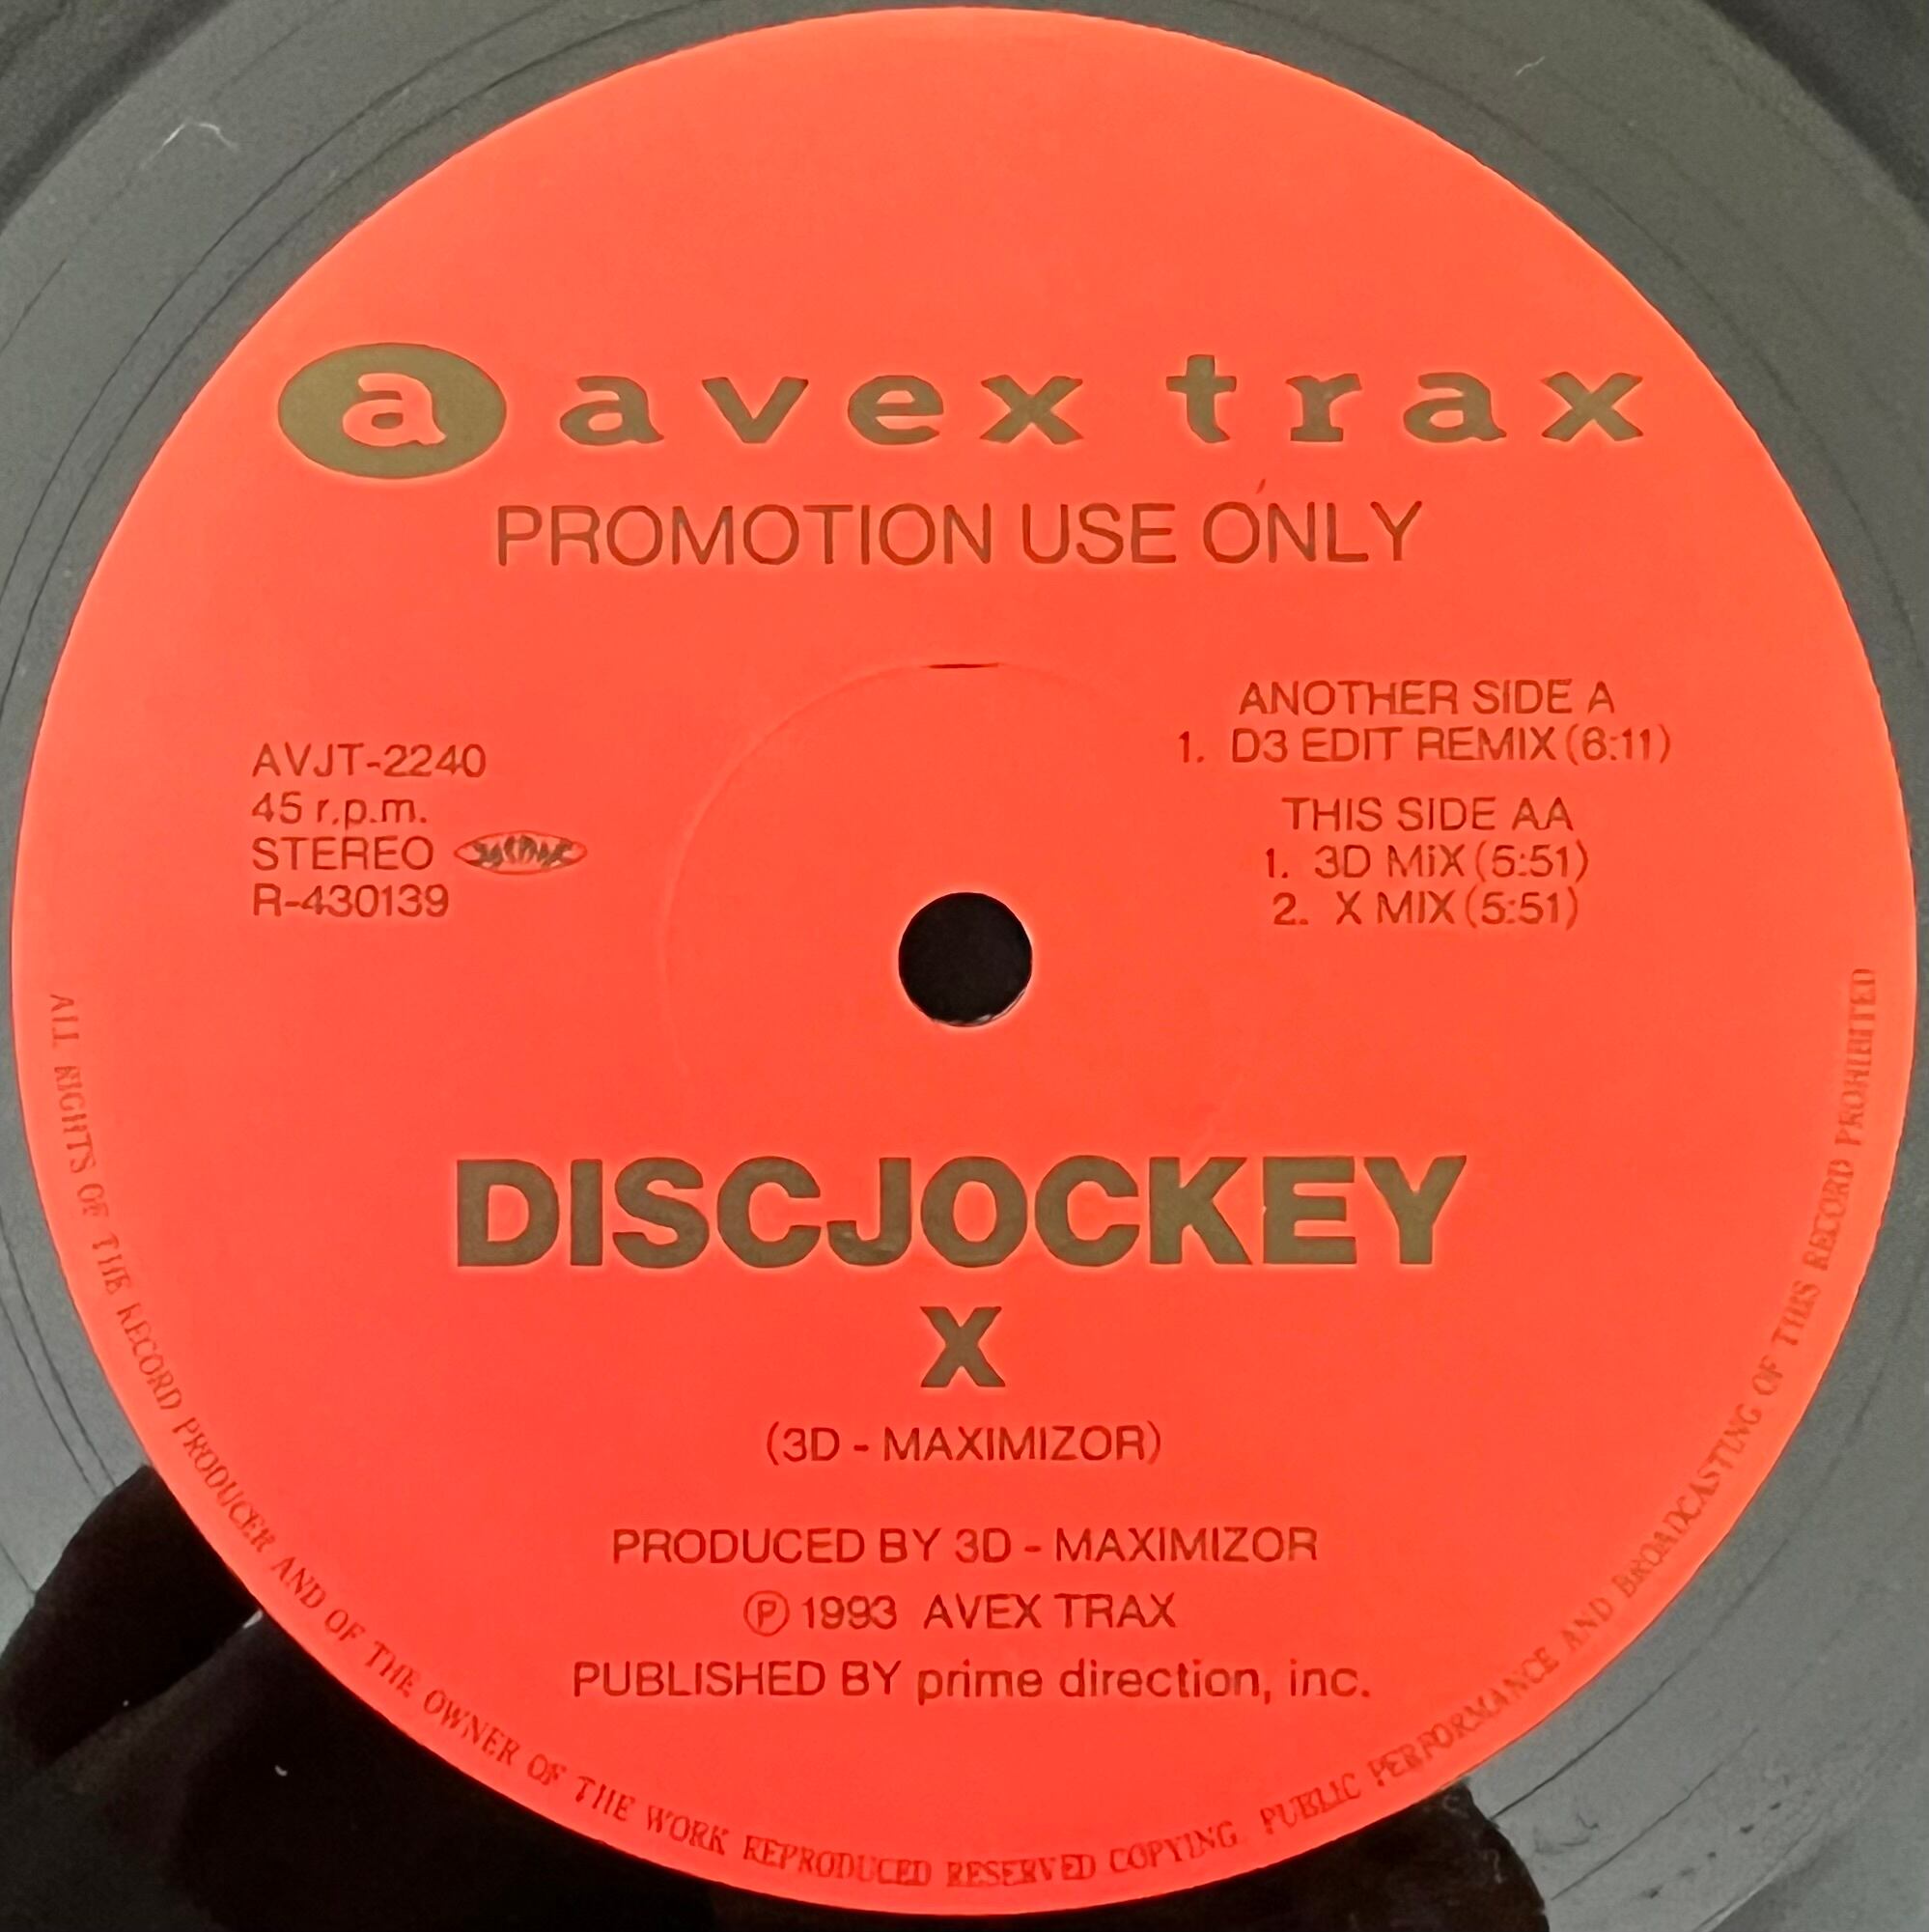 a avex trax
PROMOTION USE ONLY
AVJT-2240
45 r.p.m.
STEREO
R-430139
ANOTHER SIDE A
1. D3 EDIT REMIX (6:11)
THIS SIDE AA
1. 3D MIX (5:51)
2. X MIX (5:51)
DISCJOCKEY
X
(3D - MAXIMIZOR)
PRODUCED BY 3D - MAXIMIZOR
Ⓟ 1993 AVEX TRAX
PUBLISHED BY prime direction, inc.
ALL RIGHTS OF THE RECORD PRODUCER AND OF THE OWNER OF THE WORK REPRODUCED RESERVED COPYING PUBLIC PERFORMANCE AND BROADCASTING OF THIS RECORD PROHIBITED